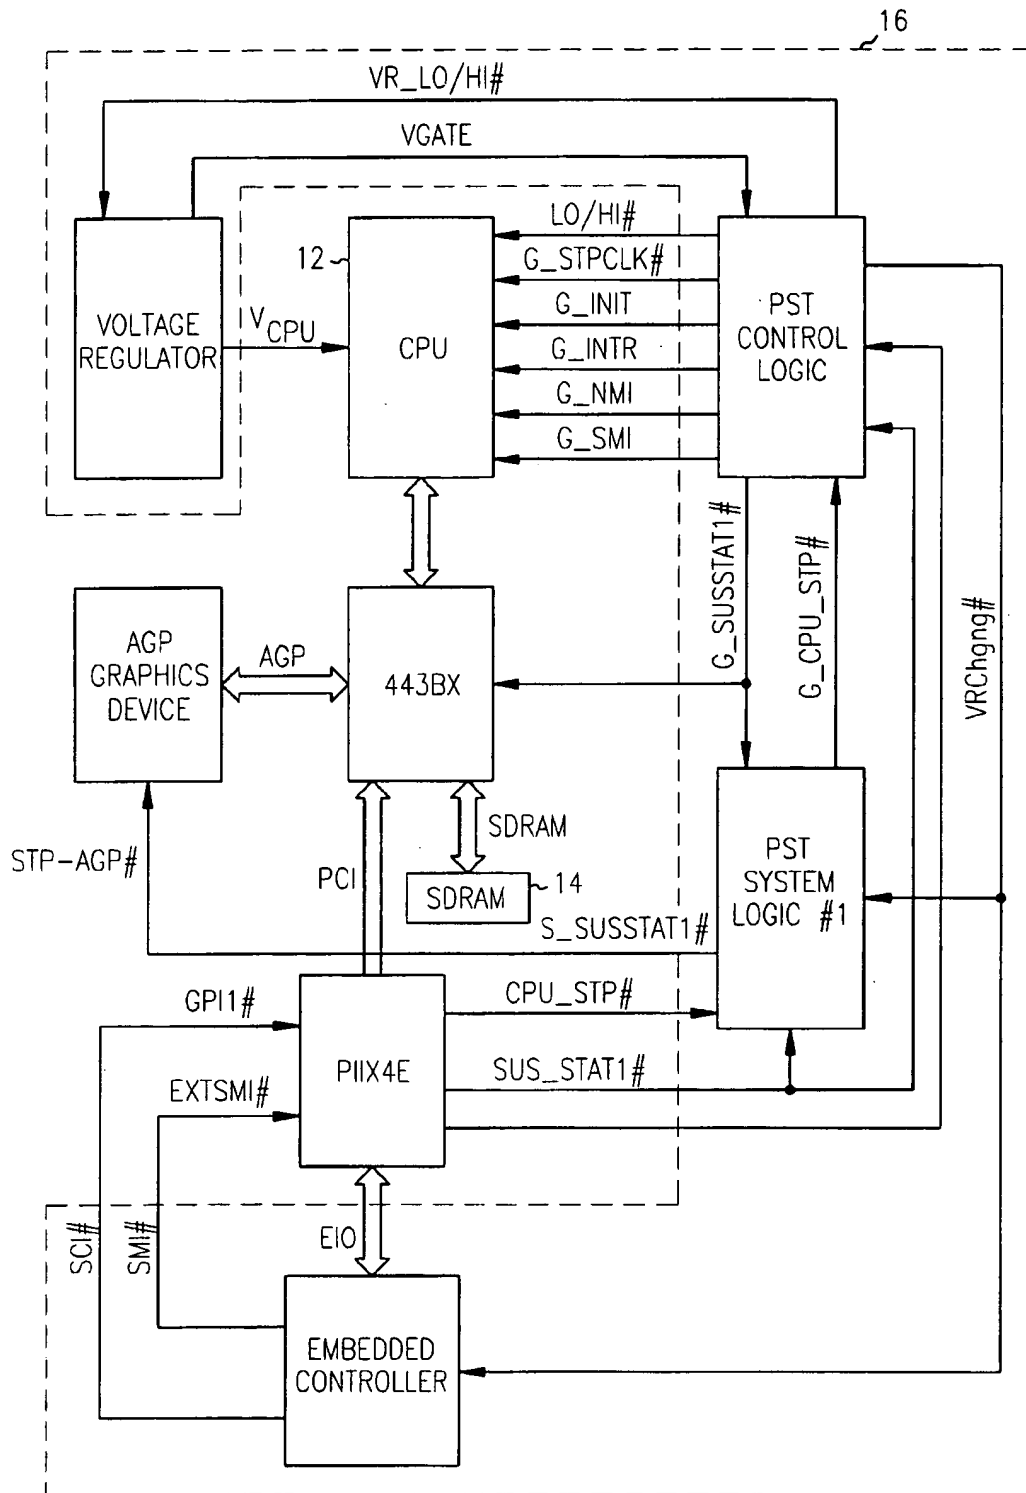 16
VR_LO/HI#
VGATE
LO/HI#
12
G_STPCLK#
G_INIT
VOLTAGE
REGULATOR
VCPU
CPU
G_INTR
G_NMI
G_SMI
PST
CONTROL
LOGIC
G_SUSSTAT1#
G_CPU_STP#
VRChgng#
AGP
GRAPHICS
DEVICE
AGP
443BX
STP-AGP#
PCI
SDRAM
SDRAM
14
PST
SYSTEM
LOGIC #1
S_SUSSTAT1#
GPI1#
CPU_STP#
PIIX4E
SUS_STAT1#
EXTSMI#
SCI#
SMI#
EIO
EMBEDDED
CONTROLLER